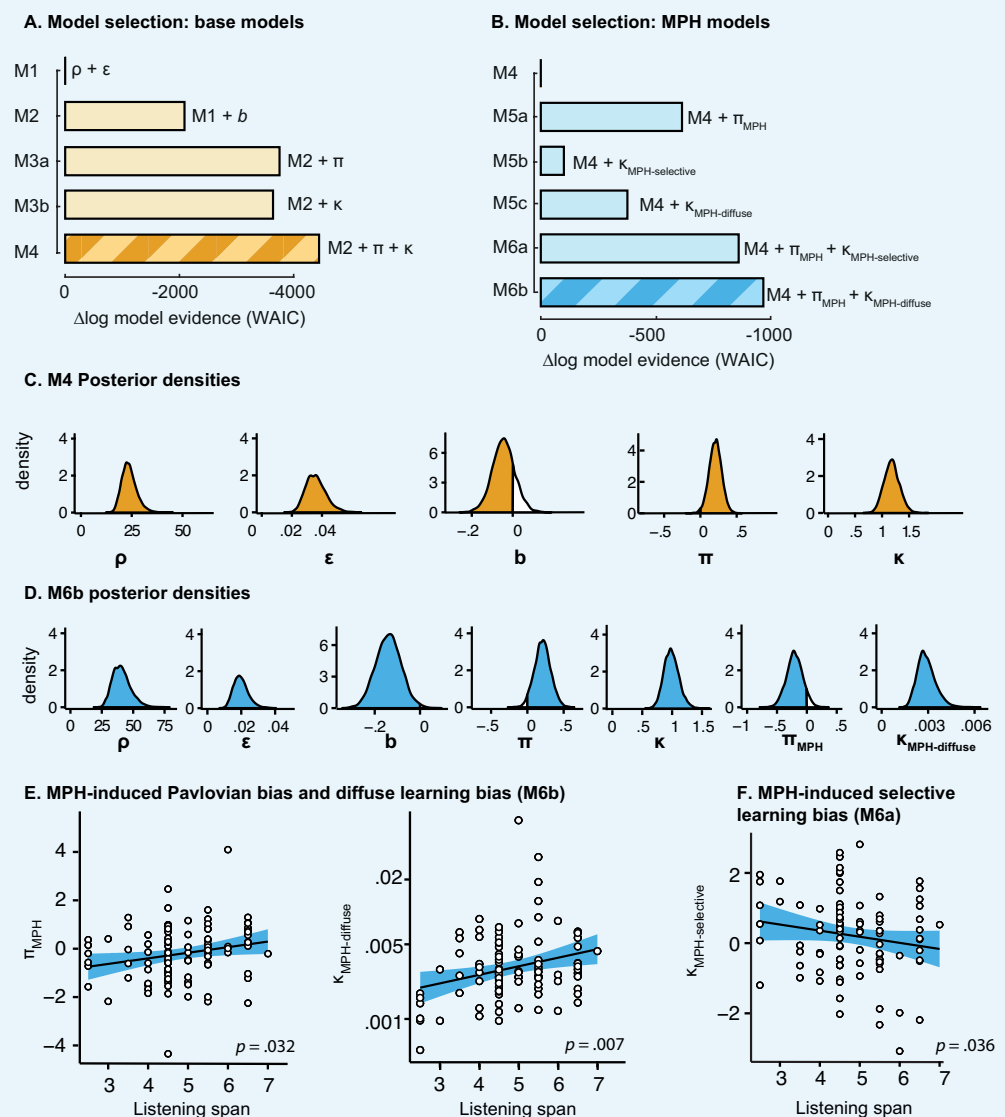 A. Model selection: base models
M1
ρ + ε
M2
M1 + b
M3a
M2 + π
M3b
M2 + κ
M4
M2 + π + κ
0
-2000
-4000
Δlog model evidence (WAIC)
B. Model selection: MPH models
M4
M5a
M4 + πMPH
M5b
M4 + κMPH-selective
M5c
M4 + κMPH-diffuse
M6a
M4 + πMPH + κMPH-selective
M6b
M4 + πMPH + κMPH-diffuse
0
-500
-1000
Δlog model evidence (WAIC)
C. M4 Posterior densities
density
4
2
0
0
25
50
ρ
4
2
0
.02
.04
ε
6
3
0
−.2
0
b
4
2
0
−.5
0
.5
π
4
2
0
0
.5
1
1.5
κ
D. M6b posterior densities
density
4
2
0
0
25
50
75
ρ
4
2
0
0
.02
.04
ε
6
3
0
−.2
0
b
4
2
0
−.5
0
.5
π
4
2
0
0
.5
1
1.5
κ
4
2
0
−1
−.5
0
.5
πMPH
4
2
0
0
.003
.006
κMPH-diffuse
E. MPH-induced Pavlovian bias and diffuse learning bias (M6b)
πMPH
4
2
0
−2
−4
3
4
5
6
7
p = .032
Listening span
κMPH-diffuse
.02
.005
.001
3
4
5
6
7
p = .007
Listening span
F. MPH-induced selective
learning bias (M6a)
κMPH-selective
2
0
−2
3
4
5
6
7
p = .036
Listening span